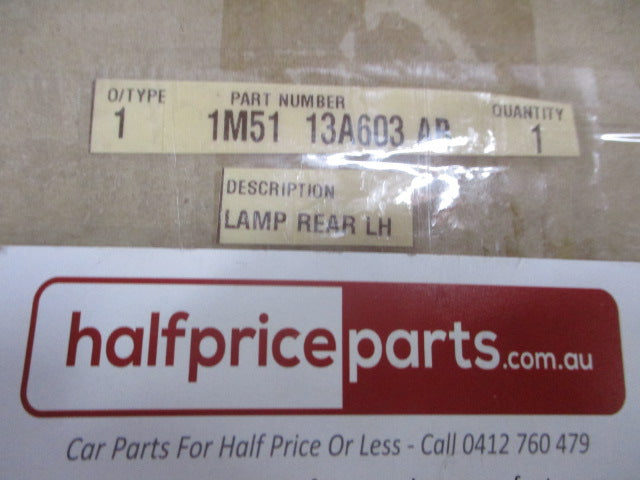 O/TYPE PART NUMBER QUANTITY
1 1M51 13A603 1
DESCRIPTION
LAMP REAR LH
halfpriceparts.com.au
Car Parts For Half Price Or Less - Call 0412 760 479